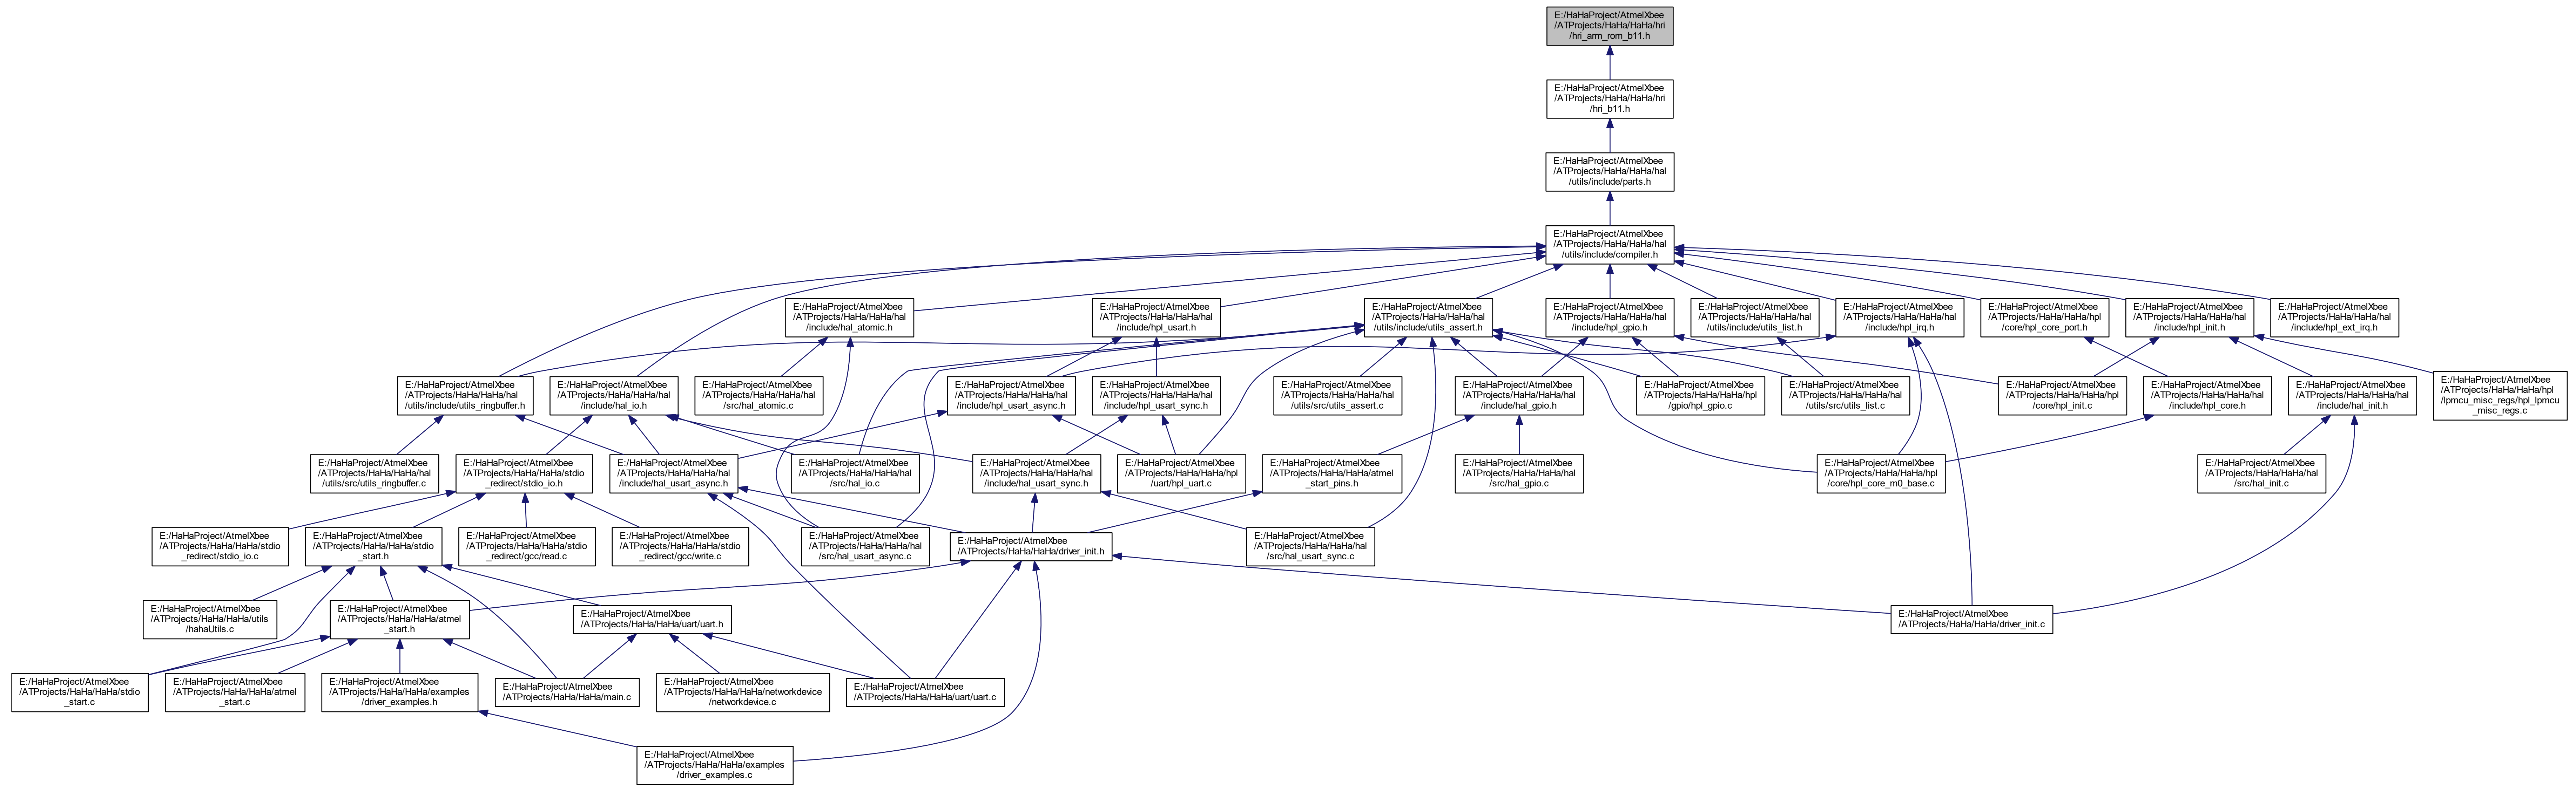 E:/HaHaProject/AtmelXbee
/ATProjects/HaHa/HaHa/hri
/hri_arm_rom_b11.h
E:/HaHaProject/AtmelXbee
/ATProjects/HaHa/HaHa/hri
/hri_b11.h
E:/HaHaProject/AtmelXbee
/ATProjects/HaHa/HaHa/hal
/utils/include/parts.h
E:/HaHaProject/AtmelXbee
/ATProjects/HaHa/HaHa/hal
/utils/include/compiler.h
E:/HaHaProject/AtmelXbee
/ATProjects/HaHa/HaHa/hal
/include/hal_atomic.h
E:/HaHaProject/AtmelXbee
/ATProjects/HaHa/HaHa/hal
/include/hpl_usart.h
E:/HaHaProject/AtmelXbee
/ATProjects/HaHa/HaHa/hal
/utils/include/utils_assert.h
E:/HaHaProject/AtmelXbee
/ATProjects/HaHa/HaHa/hal
/include/hpl_gpio.h
E:/HaHaProject/AtmelXbee
/ATProjects/HaHa/HaHa/hal
/utils/include/utils_list.h
E:/HaHaProject/AtmelXbee
/ATProjects/HaHa/HaHa/hal
/include/hpl_irq.h
E:/HaHaProject/AtmelXbee
/ATProjects/HaHa/HaHa/hpl
/core/hpl_core_port.h
E:/HaHaProject/AtmelXbee
/ATProjects/HaHa/HaHa/hal
/include/hpl_init.h
E:/HaHaProject/AtmelXbee
/ATProjects/HaHa/HaHa/hal
/include/hpl_ext_irq.h
E:/HaHaProject/AtmelXbee
/ATProjects/HaHa/HaHa/hal
/utils/include/utils_ringbuffer.h
E:/HaHaProject/AtmelXbee
/ATProjects/HaHa/HaHa/hal
/include/hal_io.h
E:/HaHaProject/AtmelXbee
/ATProjects/HaHa/HaHa/hal
/src/hal_atomic.c
E:/HaHaProject/AtmelXbee
/ATProjects/HaHa/HaHa/hal
/include/hpl_usart_async.h
E:/HaHaProject/AtmelXbee
/ATProjects/HaHa/HaHa/hal
/include/hpl_usart_sync.h
E:/HaHaProject/AtmelXbee
/ATProjects/HaHa/HaHa/hal
/utils/src/utils_assert.c
E:/HaHaProject/AtmelXbee
/ATProjects/HaHa/HaHa/hal
/include/hal_gpio.h
E:/HaHaProject/AtmelXbee
/ATProjects/HaHa/HaHa/hpl
/gpio/hpl_gpio.c
E:/HaHaProject/AtmelXbee
/ATProjects/HaHa/HaHa/hal
/utils/src/utils_list.c
E:/HaHaProject/AtmelXbee
/ATProjects/HaHa/HaHa/hpl
/core/hpl_init.c
E:/HaHaProject/AtmelXbee
/ATProjects/HaHa/HaHa/hal
/include/hpl_core.h
E:/HaHaProject/AtmelXbee
/ATProjects/HaHa/HaHa/hal
/include/hal_init.h
E:/HaHaProject/AtmelXbee
/ATProjects/HaHa/HaHa/hpl
/lpmcu_misc_regs/hpl_lpmcu
_misc_regs.c
E:/HaHaProject/AtmelXbee
/ATProjects/HaHa/HaHa/hal
/utils/src/utils_ringbuffer.c
E:/HaHaProject/AtmelXbee
/ATProjects/HaHa/HaHa/stdio
_redirect/stdio_io.h
E:/HaHaProject/AtmelXbee
/ATProjects/HaHa/HaHa/hal
/include/hal_usart_async.h
E:/HaHaProject/AtmelXbee
/ATProjects/HaHa/HaHa/hal
/src/hal_io.c
E:/HaHaProject/AtmelXbee
/ATProjects/HaHa/HaHa/hal
/include/hal_usart_sync.h
E:/HaHaProject/AtmelXbee
/ATProjects/HaHa/HaHa/hpl
/uart/hpl_uart.c
E:/HaHaProject/AtmelXbee
/ATProjects/HaHa/HaHa/atmel
_start_pins.h
E:/HaHaProject/AtmelXbee
/ATProjects/HaHa/HaHa/hal
/src/hal_gpio.c
E:/HaHaProject/AtmelXbee
/ATProjects/HaHa/HaHa/hpl
/core/hpl_core_m0_base.c
E:/HaHaProject/AtmelXbee
/ATProjects/HaHa/HaHa/hal
/src/hal_init.c
E:/HaHaProject/AtmelXbee
/ATProjects/HaHa/HaHa/stdio
_redirect/stdio_io.c
E:/HaHaProject/AtmelXbee
/ATProjects/HaHa/HaHa/stdio
_start.h
E:/HaHaProject/AtmelXbee
/ATProjects/HaHa/HaHa/stdio
_redirect/gcc/read.c
E:/HaHaProject/AtmelXbee
/ATProjects/HaHa/HaHa/stdio
_redirect/gcc/write.c
E:/HaHaProject/AtmelXbee
/ATProjects/HaHa/HaHa/hal
/src/hal_usart_async.c
E:/HaHaProject/AtmelXbee
/ATProjects/HaHa/HaHa/driver_init.h
E:/HaHaProject/AtmelXbee
/ATProjects/HaHa/HaHa/hal
/src/hal_usart_sync.c
E:/HaHaProject/AtmelXbee
/ATProjects/HaHa/HaHa/utils
/hahaUtils.c
E:/HaHaProject/AtmelXbee
/ATProjects/HaHa/HaHa/atmel
_start.h
E:/HaHaProject/AtmelXbee
/ATProjects/HaHa/HaHa/uart/uart.h
E:/HaHaProject/AtmelXbee
/ATProjects/HaHa/HaHa/driver_init.c
E:/HaHaProject/AtmelXbee
/ATProjects/HaHa/HaHa/stdio
_start.c
E:/HaHaProject/AtmelXbee
/ATProjects/HaHa/HaHa/atmel
_start.c
E:/HaHaProject/AtmelXbee
/ATProjects/HaHa/HaHa/examples
/driver_examples.h
E:/HaHaProject/AtmelXbee
/ATProjects/HaHa/HaHa/main.c
E:/HaHaProject/AtmelXbee
/ATProjects/HaHa/HaHa/networkdevice
/networkdevice.c
E:/HaHaProject/AtmelXbee
/ATProjects/HaHa/HaHa/uart/uart.c
E:/HaHaProject/AtmelXbee
/ATProjects/HaHa/HaHa/examples
/driver_examples.c